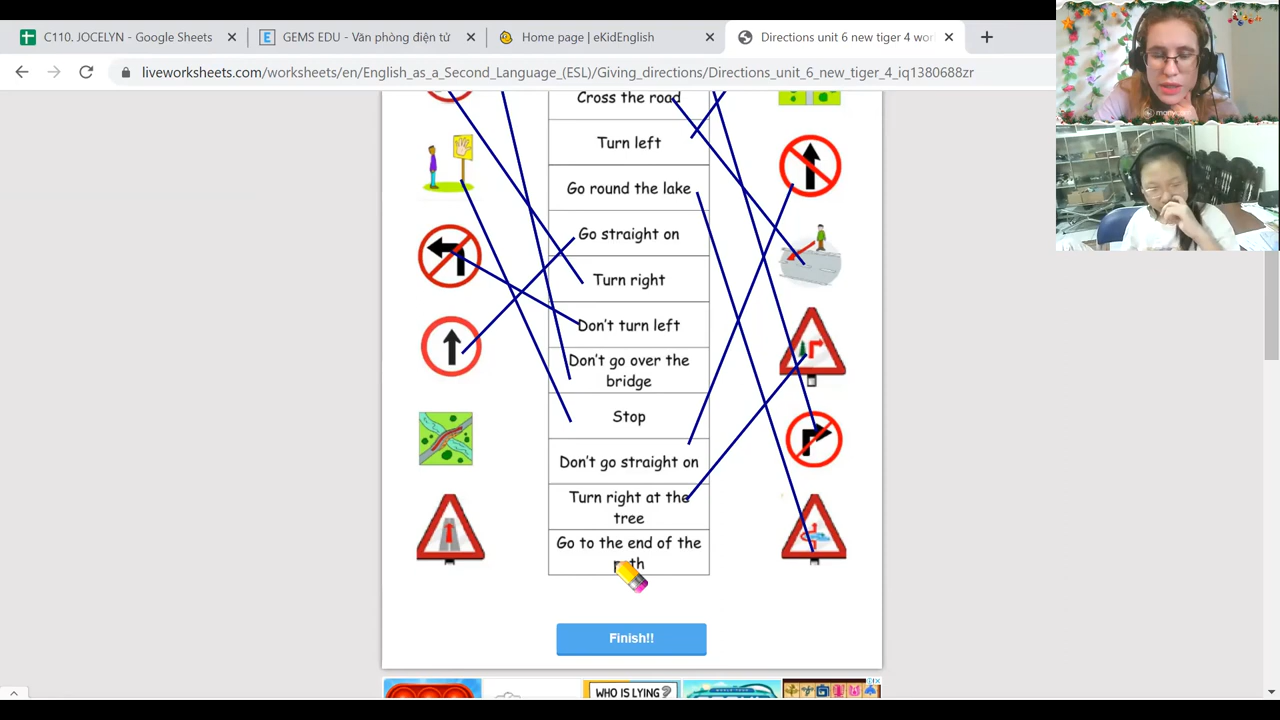 C110. JOCELYN - Google Sheets
GEMS EDU - Văn phòng điện tử
Home page | eKidEnglish
Directions unit 6 new tiger 4 wor
liveworksheets.com/worksheets/en/English_as_a_Second_Language_(ESL)/Giving_directions/Directions_unit_6_new_tiger_4_iq1380688zr
Cross the road
Turn left
Go round the lake
Go straight on
Turn right
Don't turn left
Don't go over the
bridge
Stop
Don't go straight on
Turn right at the
tree
Go to the end of the
path
Finish!!
WHO IS LYING?